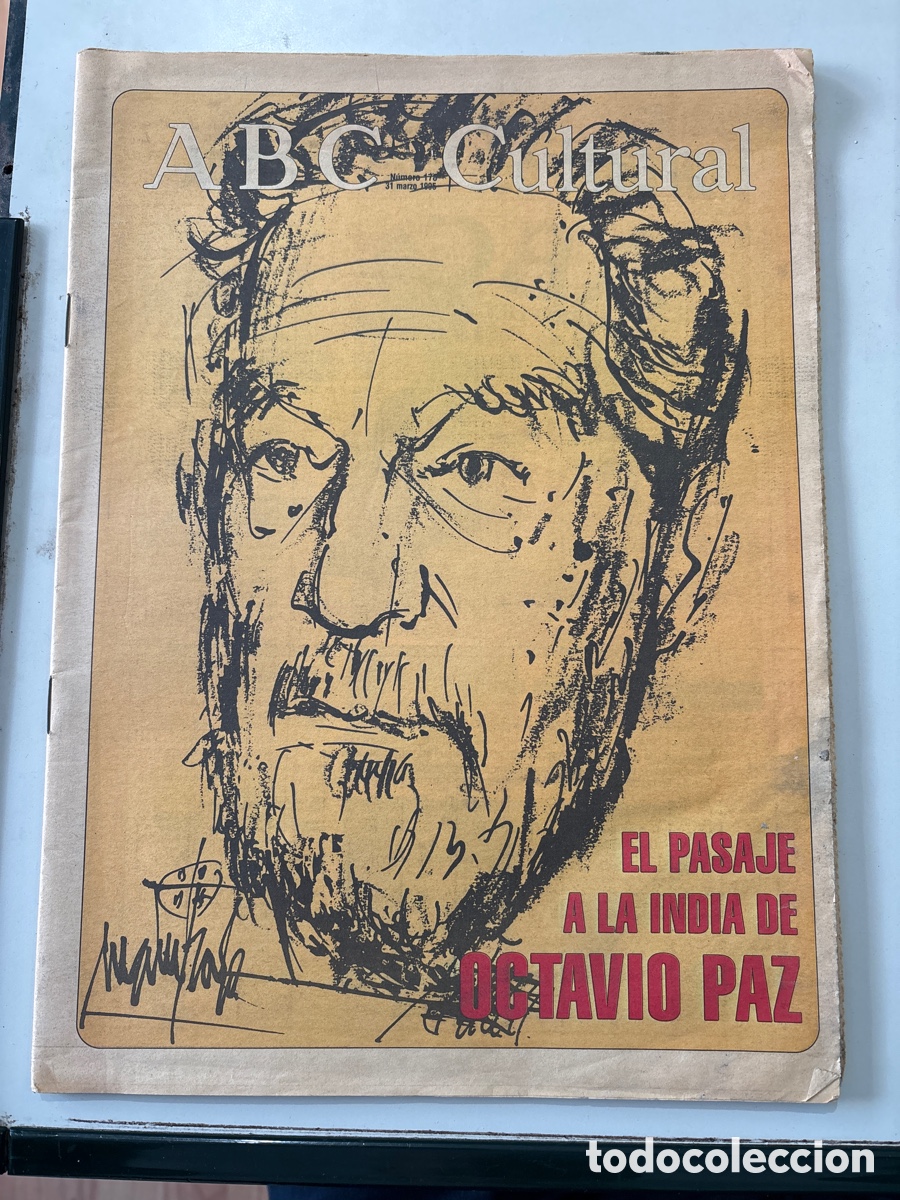 ABC Cultural
Número 178
31 marzo 1995
EL PASAJE
A LA INDIA DE
OCTAVIO PAZ
todocoleccion